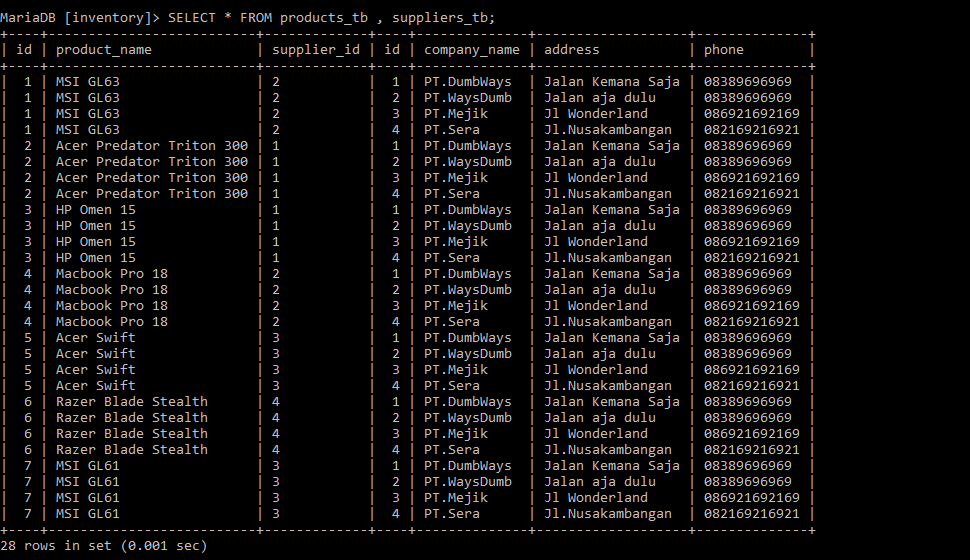 MariaDB [inventory]> SELECT * FROM products_tb , suppliers_tb;
+----+--------------------------+-------------+----+--------------+-------------------+--------------+
| id | product_name             | supplier_id | id | company_name | address           | phone        |
+----+--------------------------+-------------+----+--------------+-------------------+--------------+
|  1 | MSI GL63                 | 2           |  1 | PT.DumbWays  | Jalan Kemana Saja | 08389696969  |
|  1 | MSI GL63                 | 2           |  2 | PT.WaysDumb  | Jalan aja dulu    | 08389696969  |
|  1 | MSI GL63                 | 2           |  3 | PT.Mejik     | Jl Wonderland     | 086921692169 |
|  1 | MSI GL63                 | 2           |  4 | PT.Sera      | Jl.Nusakambangan  | 082169216921 |
|  2 | Acer Predator Triton 300 | 1           |  1 | PT.DumbWays  | Jalan Kemana Saja | 08389696969  |
|  2 | Acer Predator Triton 300 | 1           |  2 | PT.WaysDumb  | Jalan aja dulu    | 08389696969  |
|  2 | Acer Predator Triton 300 | 1           |  3 | PT.Mejik     | Jl Wonderland     | 086921692169 |
|  2 | Acer Predator Triton 300 | 1           |  4 | PT.Sera      | Jl.Nusakambangan  | 082169216921 |
|  3 | HP Omen 15               | 1           |  1 | PT.DumbWays  | Jalan Kemana Saja | 08389696969  |
|  3 | HP Omen 15               | 1           |  2 | PT.WaysDumb  | Jalan aja dulu    | 08389696969  |
|  3 | HP Omen 15               | 1           |  3 | PT.Mejik     | Jl Wonderland     | 086921692169 |
|  3 | HP Omen 15               | 1           |  4 | PT.Sera      | Jl.Nusakambangan  | 082169216921 |
|  4 | Macbook Pro 18           | 2           |  1 | PT.DumbWays  | Jalan Kemana Saja | 08389696969  |
|  4 | Macbook Pro 18           | 2           |  2 | PT.WaysDumb  | Jalan aja dulu    | 08389696969  |
|  4 | Macbook Pro 18           | 2           |  3 | PT.Mejik     | Jl Wonderland     | 086921692169 |
|  4 | Macbook Pro 18           | 2           |  4 | PT.Sera      | Jl.Nusakambangan  | 082169216921 |
|  5 | Acer Swift               | 3           |  1 | PT.DumbWays  | Jalan Kemana Saja | 08389696969  |
|  5 | Acer Swift               | 3           |  2 | PT.WaysDumb  | Jalan aja dulu    | 08389696969  |
|  5 | Acer Swift               | 3           |  3 | PT.Mejik     | Jl Wonderland     | 086921692169 |
|  5 | Acer Swift               | 3           |  4 | PT.Sera      | Jl.Nusakambangan  | 082169216921 |
|  6 | Razer Blade Stealth      | 4           |  1 | PT.DumbWays  | Jalan Kemana Saja | 08389696969  |
|  6 | Razer Blade Stealth      | 4           |  2 | PT.WaysDumb  | Jalan aja dulu    | 08389696969  |
|  6 | Razer Blade Stealth      | 4           |  3 | PT.Mejik     | Jl Wonderland     | 086921692169 |
|  6 | Razer Blade Stealth      | 4           |  4 | PT.Sera      | Jl.Nusakambangan  | 082169216921 |
|  7 | MSI GL61                 | 3           |  1 | PT.DumbWays  | Jalan Kemana Saja | 08389696969  |
|  7 | MSI GL61                 | 3           |  2 | PT.WaysDumb  | Jalan aja dulu    | 08389696969  |
|  7 | MSI GL61                 | 3           |  3 | PT.Mejik     | Jl Wonderland     | 086921692169 |
|  7 | MSI GL61                 | 3           |  4 | PT.Sera      | Jl.Nusakambangan  | 082169216921 |
+----+--------------------------+-------------+----+--------------+-------------------+--------------+
28 rows in set (0.001 sec)